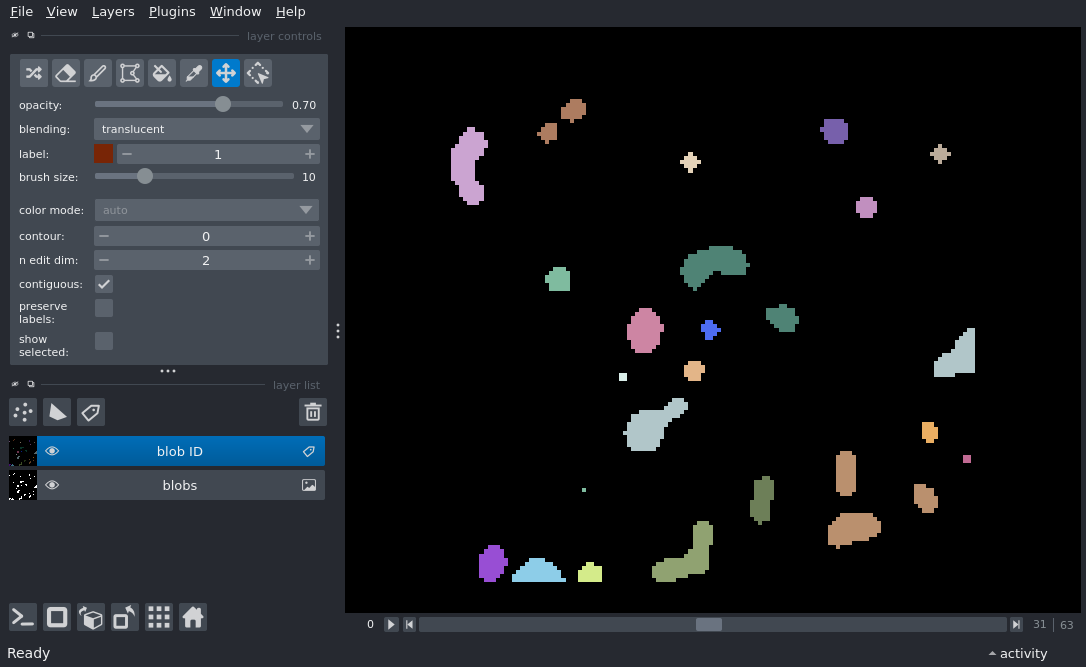 File View Layers Plugins Window Help
layer controls
opacity: 0.70
blending: translucent
label: 1
brush size: 10
color mode: auto
contour: 0
n edit dim: 2
contiguous:
preserve
labels:
show
selected:
layer list
blob ID
blobs
0 31 63
Ready activity